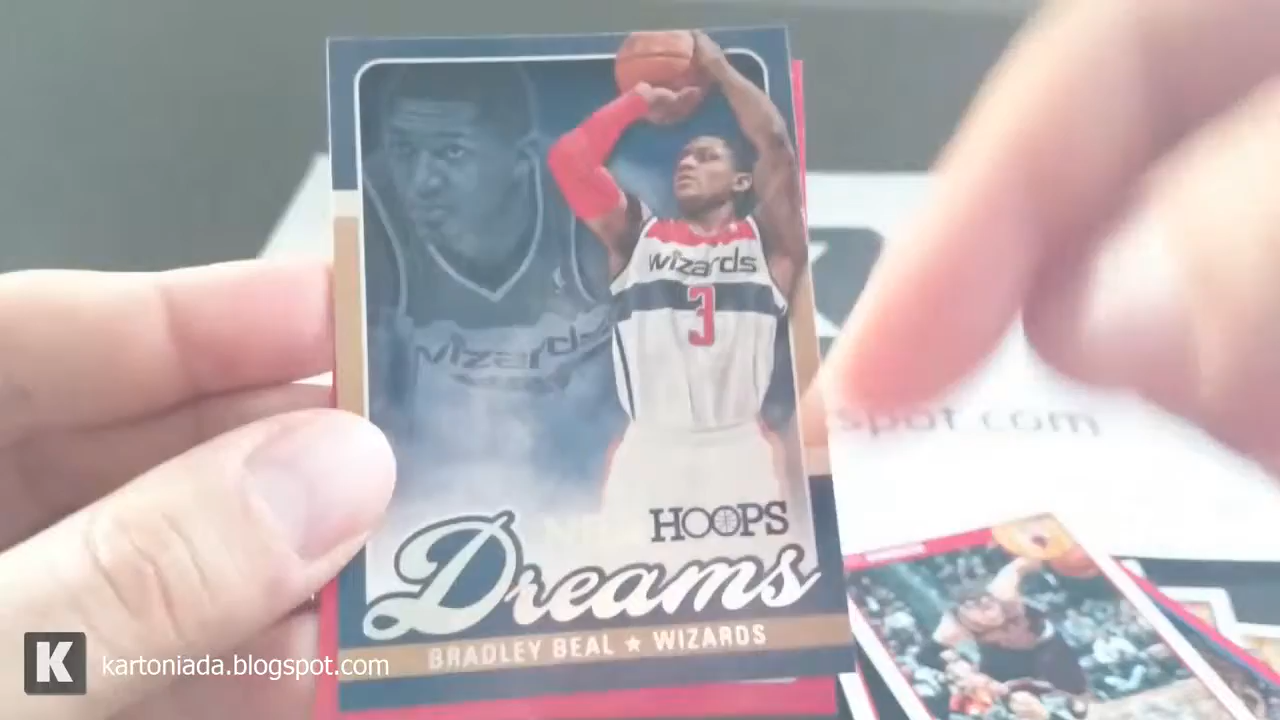 wizards
3
wizards
HOOPS
Dreams
BRADLEY BEAL ★ WIZARDS
spot.com
K kartoniada.blogspot.com